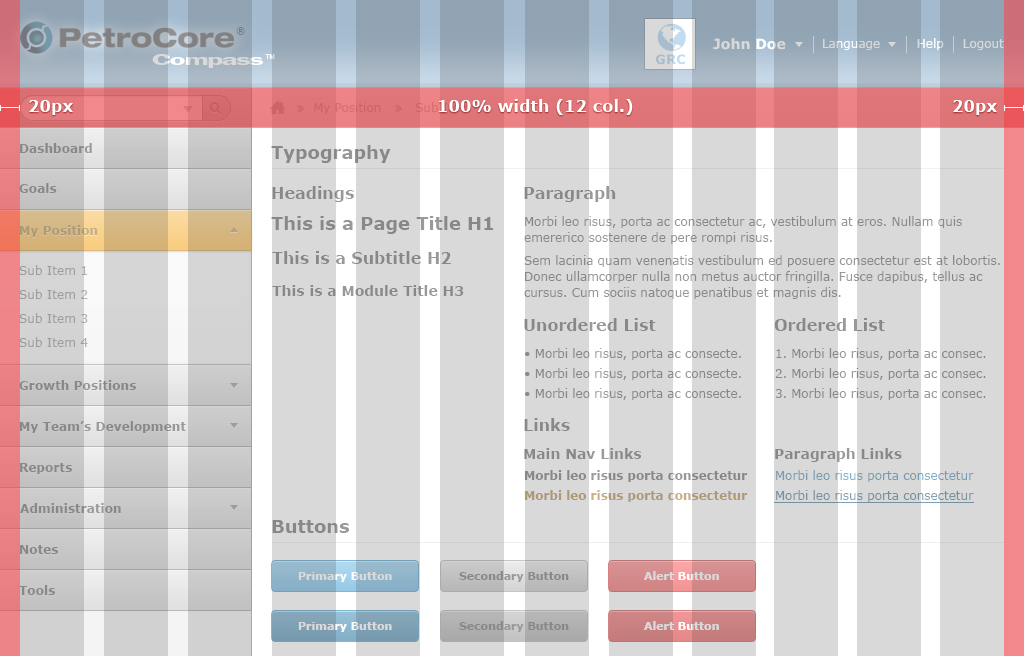 PetroCore®
Compass™
GRC
John Doe
Language
Help
Logout
20px
» My Position » Sub
100% width (12 col.)
20px
Dashboard
Goals
My Position
Sub Item 1
Sub Item 2
Sub Item 3
Sub Item 4
Growth Positions
My Team’s Development
Reports
Administration
Notes
Tools
Typography
Headings
This is a Page Title H1
This is a Subtitle H2
This is a Module Title H3
Paragraph
Morbi leo risus, porta ac consectetur ac, vestibulum at eros. Nullam quis
emererico sostenere de pere rompi risus.
Sem lacinia quam venenatis vestibulum ed posuere consectetur est at lobortis.
Donec ullamcorper nulla non metus auctor fringilla. Fusce dapibus, tellus ac
cursus. Cum sociis natoque penatibus et magnis dis.
Unordered List
• Morbi leo risus, porta ac consecte.
• Morbi leo risus, porta ac consecte.
• Morbi leo risus, porta ac consecte.
Ordered List
1. Morbi leo risus, porta ac consec.
2. Morbi leo risus, porta ac consec.
3. Morbi leo risus, porta ac consec.
Links
Main Nav Links
Morbi leo risus porta consectetur
Morbi leo risus porta consectetur
Paragraph Links
Morbi leo risus porta consectetur
Morbi leo risus porta consectetur
Buttons
Primary Button
Secondary Button
Alert Button
Primary Button
Secondary Button
Alert Button